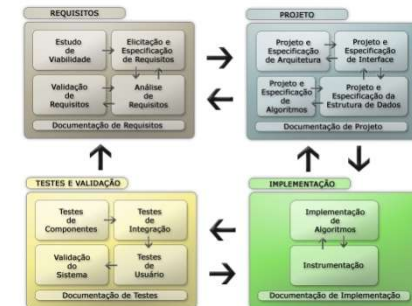 REQUISITOS
Estudo
de
Viabilidade
Elicitação e
Especificação
de Requisitos
Validação
de
Requisitos
Análise
de
Requisitos
Documentação de Requisitos
PROJETO
Projeto e
Especificação
de Arquitetura
Projeto e
Especificação
de Interface
Projeto e
Especificação
de
Algoritmos
Projeto e
Especificação da
Estrutura de Dados
Documentação de Projeto
TESTES E VALIDAÇÃO
Testes
de
Componentes
Testes
de
Integração
Validação
do
Sistema
Testes
de
Usuário
Documentação de Testes
IMPLEMENTAÇÃO
Implementação
de
Algoritmos
Instrumentação
Documentação de Implementação